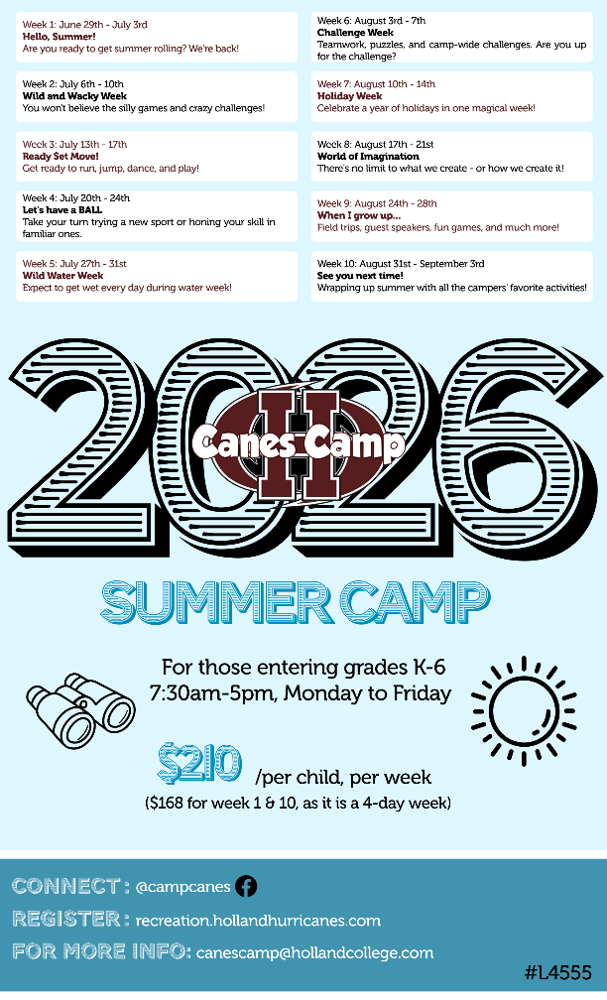 Week 1: June 29th - July 3rd
Hello, Summer!
Are you ready to get summer rolling? We're back!
Week 2: July 6th - 10th
Wild and Wacky Week
You won't believe the silly games and crazy challenges!
Week 3: July 13th - 17th
Ready Set Move!
Get ready to run, jump, dance, and play!
Week 4: July 20th - 24th
Let's have a BALL
Take your turn trying a new sport or honing your skill in
familiar ones.
Week 5: July 27th - 31st
Wild Water Week
Expect to get wet every day during water week!
Week 6: August 3rd - 7th
Challenge Week
Teamwork, puzzles, and camp-wide challenges. Are you up
for the challenge?
Week 7: August 10th - 14th
Holiday Week
Celebrate a year of holidays in one magical week!
Week 8: August 17th - 21st
World of Imagination
There's no limit to what we create - or how we create it!
Week 9: August 24th - 28th
When I grow up...
Field trips, guest speakers, fun games, and much more!
Week 10: August 31st - September 3rd
See you next time!
Wrapping up summer with all the campers' favorite activities!
2026
H
Canes Camp
SUMMER CAMP
For those entering grades K-6
7:30am-5pm, Monday to Friday
$210 /per child, per week
($168 for week 1 & 10, as it is a 4-day week)
CONNECT: @campcanes
REGISTER: recreation.hollandhurricanes.com
FOR MORE INFO: canescamp@hollandcollege.com
#L4555